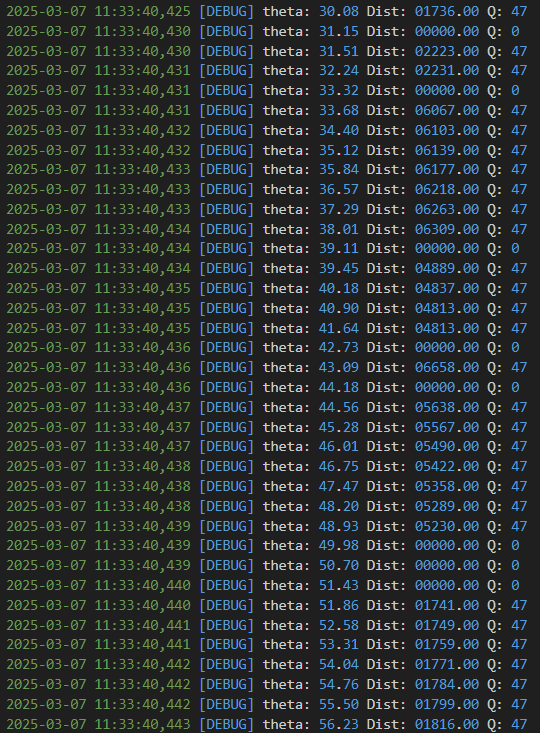 2025-03-07 11:33:40,425 [DEBUG] theta: 30.08 Dist: 01736.00 Q: 47
2025-03-07 11:33:40,430 [DEBUG] theta: 31.15 Dist: 00000.00 Q: 0
2025-03-07 11:33:40,430 [DEBUG] theta: 31.51 Dist: 02223.00 Q: 47
2025-03-07 11:33:40,431 [DEBUG] theta: 32.24 Dist: 02231.00 Q: 47
2025-03-07 11:33:40,431 [DEBUG] theta: 33.32 Dist: 00000.00 Q: 0
2025-03-07 11:33:40,431 [DEBUG] theta: 33.68 Dist: 06067.00 Q: 47
2025-03-07 11:33:40,432 [DEBUG] theta: 34.40 Dist: 06103.00 Q: 47
2025-03-07 11:33:40,432 [DEBUG] theta: 35.12 Dist: 06139.00 Q: 47
2025-03-07 11:33:40,433 [DEBUG] theta: 35.84 Dist: 06177.00 Q: 47
2025-03-07 11:33:40,433 [DEBUG] theta: 36.57 Dist: 06218.00 Q: 47
2025-03-07 11:33:40,433 [DEBUG] theta: 37.29 Dist: 06263.00 Q: 47
2025-03-07 11:33:40,434 [DEBUG] theta: 38.01 Dist: 06309.00 Q: 47
2025-03-07 11:33:40,434 [DEBUG] theta: 39.11 Dist: 00000.00 Q: 0
2025-03-07 11:33:40,434 [DEBUG] theta: 39.45 Dist: 04889.00 Q: 47
2025-03-07 11:33:40,435 [DEBUG] theta: 40.18 Dist: 04837.00 Q: 47
2025-03-07 11:33:40,435 [DEBUG] theta: 40.90 Dist: 04813.00 Q: 47
2025-03-07 11:33:40,435 [DEBUG] theta: 41.64 Dist: 04813.00 Q: 47
2025-03-07 11:33:40,436 [DEBUG] theta: 42.73 Dist: 00000.00 Q: 0
2025-03-07 11:33:40,436 [DEBUG] theta: 43.09 Dist: 06658.00 Q: 47
2025-03-07 11:33:40,436 [DEBUG] theta: 44.18 Dist: 00000.00 Q: 0
2025-03-07 11:33:40,437 [DEBUG] theta: 44.56 Dist: 05638.00 Q: 47
2025-03-07 11:33:40,437 [DEBUG] theta: 45.28 Dist: 05567.00 Q: 47
2025-03-07 11:33:40,437 [DEBUG] theta: 46.01 Dist: 05490.00 Q: 47
2025-03-07 11:33:40,438 [DEBUG] theta: 46.75 Dist: 05422.00 Q: 47
2025-03-07 11:33:40,438 [DEBUG] theta: 47.47 Dist: 05358.00 Q: 47
2025-03-07 11:33:40,438 [DEBUG] theta: 48.20 Dist: 05289.00 Q: 47
2025-03-07 11:33:40,439 [DEBUG] theta: 48.93 Dist: 05230.00 Q: 47
2025-03-07 11:33:40,439 [DEBUG] theta: 49.98 Dist: 00000.00 Q: 0
2025-03-07 11:33:40,439 [DEBUG] theta: 50.70 Dist: 00000.00 Q: 0
2025-03-07 11:33:40,440 [DEBUG] theta: 51.43 Dist: 00000.00 Q: 0
2025-03-07 11:33:40,440 [DEBUG] theta: 51.86 Dist: 01741.00 Q: 47
2025-03-07 11:33:40,441 [DEBUG] theta: 52.58 Dist: 01749.00 Q: 47
2025-03-07 11:33:40,441 [DEBUG] theta: 53.31 Dist: 01759.00 Q: 47
2025-03-07 11:33:40,442 [DEBUG] theta: 54.04 Dist: 01771.00 Q: 47
2025-03-07 11:33:40,442 [DEBUG] theta: 54.76 Dist: 01784.00 Q: 47
2025-03-07 11:33:40,442 [DEBUG] theta: 55.50 Dist: 01799.00 Q: 47
2025-03-07 11:33:40,443 [DEBUG] theta: 56.23 Dist: 01816.00 Q: 47